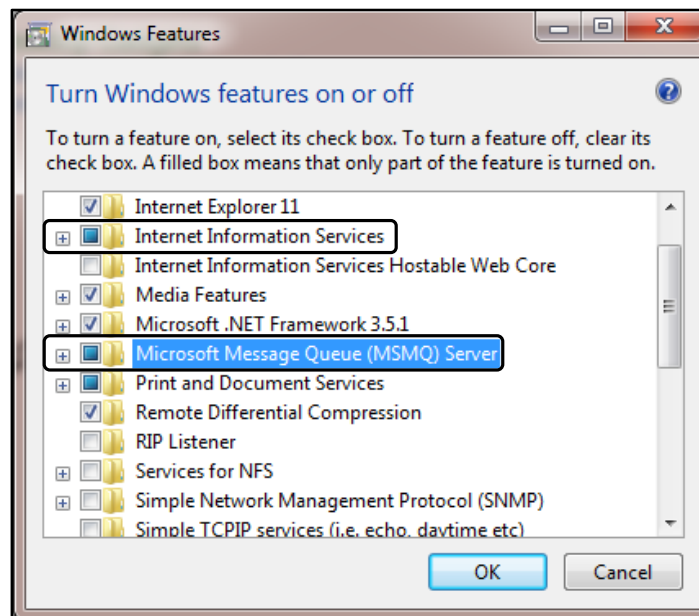 Windows Features
Turn Windows features on or off
To turn a feature on, select its check box. To turn a feature off, clear its
check box. A filled box means that only part of the feature is turned on.
Internet Explorer 11
Internet Information Services
Internet Information Services Hostable Web Core
Media Features
Microsoft .NET Framework 3.5.1
Microsoft Message Queue (MSMQ) Server
Print and Document Services
Remote Differential Compression
RIP Listener
Services for NFS
Simple Network Management Protocol (SNMP)
Simple TCPIP services (i.e. echo, daytime etc)
OK Cancel